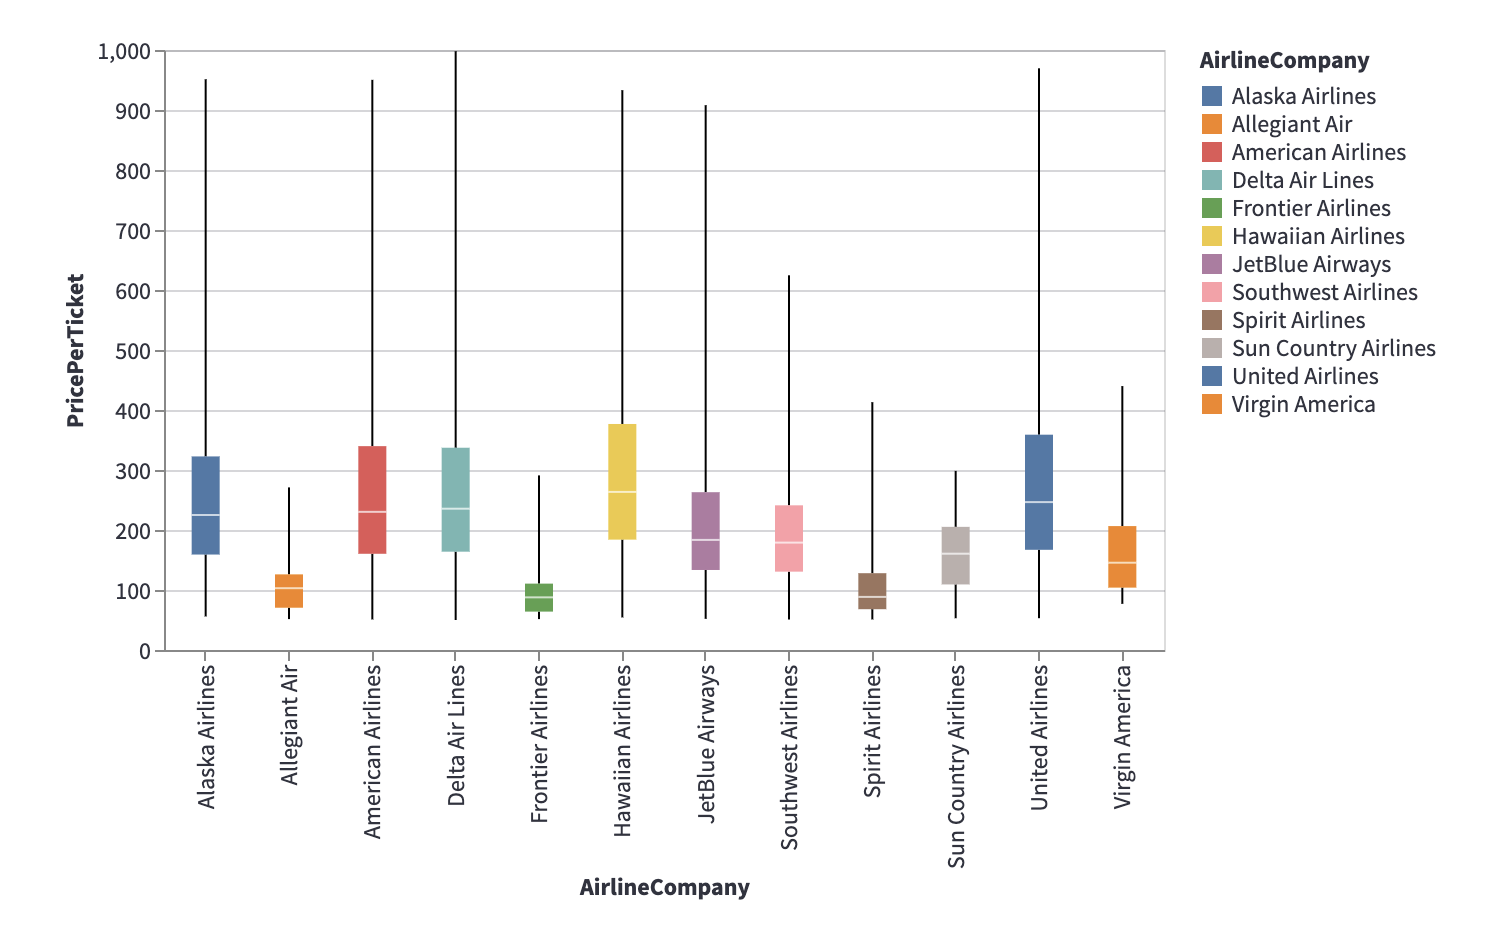 1,000
900
800
700
600
500
400
300
200
100
0
PricePerTicket
Alaska Airlines
Allegiant Air
American Airlines
Delta Air Lines
Frontier Airlines
Hawaiian Airlines
JetBlue Airways
Southwest Airlines
Spirit Airlines
Sun Country Airlines
United Airlines
Virgin America
AirlineCompany
AirlineCompany
Alaska Airlines
Allegiant Air
American Airlines
Delta Air Lines
Frontier Airlines
Hawaiian Airlines
JetBlue Airways
Southwest Airlines
Spirit Airlines
Sun Country Airlines
United Airlines
Virgin America